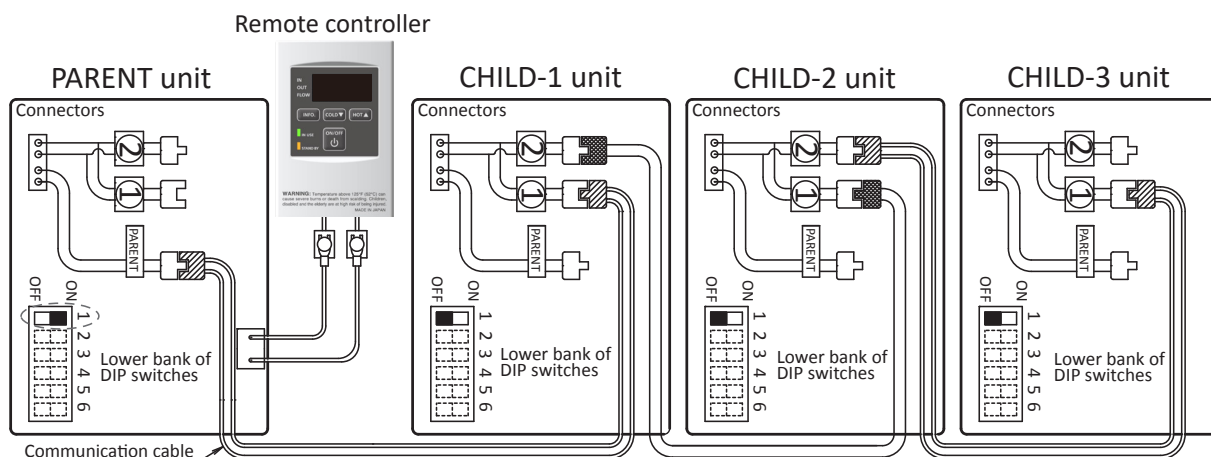 Remote controller
PARENT unit
CHILD-1 unit
CHILD-2 unit
CHILD-3 unit
Connectors
2
1
PARENT
OFF
ON
1
2
3
4
5
6
Lower bank of
DIP switches
Communication cable
IN
OUT
FLOW
INFO.
COLD▼
HOT▲
IN USE
STAND-BY
ON/OFF
WARNING: Temperature above 125°F (52°C) can
cause severe burns or death from scalding. Children,
disabled and the elderly are at high risk of being injured.
MADE IN JAPAN
Connectors
2
1
PARENT
OFF
ON
1
2
3
4
5
6
Lower bank of
DIP switches
Connectors
2
1
PARENT
OFF
ON
1
2
3
4
5
6
Lower bank of
DIP switches
Connectors
2
1
PARENT
OFF
ON
1
2
3
4
5
6
Lower bank of
DIP switches